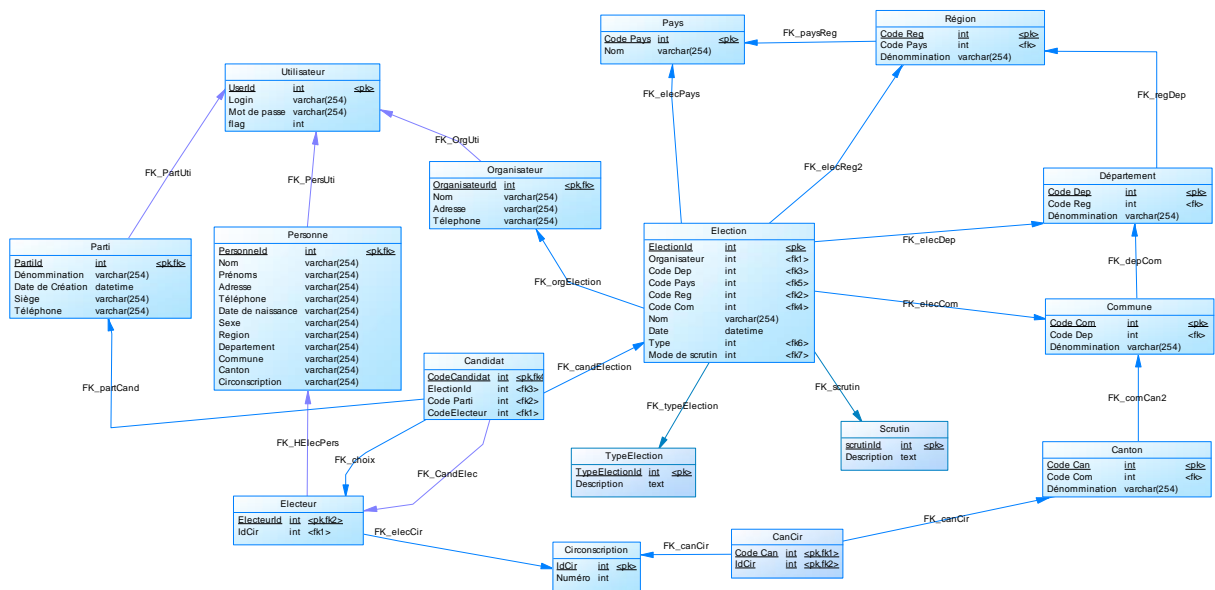 Pays
Code Pays int <pk>
Nom varchar(254)
FK_paysReg
Région
Code Reg int <pk>
Code Pays int <fk>
Dénommination varchar(254)
Utilisateur
UserId int <pk>
Login varchar(254)
Mot de passe varchar(254)
flag int
FK_elecPays
FK_regDep
FK_PartUti
FK_PersUti
FK_OrgUti
FK_elecReg2
Organisateur
OrganisateurId int <pk,fk>
Nom varchar(254)
Adresse varchar(254)
Télephone varchar(254)
Département
Code Dep int <pk>
Code Reg int <fk>
Dénommination varchar(254)
Parti
PartiId int <pk,fk>
Dénommination varchar(254)
Date de Création datetime
Siège varchar(254)
Téléphone varchar(254)
Personne
PersonneId int <pk,fk>
Nom varchar(254)
Prénoms varchar(254)
Adresse varchar(254)
Téléphone varchar(254)
Date de naissance varchar(254)
Sexe varchar(254)
Region varchar(254)
Departement varchar(254)
Commune varchar(254)
Canton varchar(254)
Circonscription varchar(254)
Election
ElectionId int <pk>
Organisateur int <fk1>
Code Dep int <fk3>
Code Pays int <fk5>
Code Reg int <fk2>
Code Com int <fk4>
Nom varchar(254)
Date datetime
Type int <fk6>
Mode de scrutin int <fk7>
FK_elecDep
FK_depCom
FK_orgElection
FK_elecCom
Commune
Code Com int <pk>
Code Dep int <fk>
Dénommination varchar(254)
Candidat
CodeCandidat int <pk,fk4
ElectionId int <fk3>
Code Parti int <fk2>
CodeElecteur int <fk1>
FK_candElection
FK_partCand
FK_scrutin
FK_typeElection
FK_comCan2
Scrutin
scrutinId int <pk>
Description text
FK_HElecPers
FK_choix
FK_CandElec
TypeElection
TypeElectionId int <pk>
Description text
Canton
Code Can int <pk>
Code Com int <fk>
Dénommination varchar(254)
Electeur
ElecteurId int <pk,fk2>
IdCir int <fk1>
FK_elecCir
FK_canCir
Circonscription
IdCir int <pk>
Numéro int
FK_canCir
CanCir
Code Can int <pk,fk1>
IdCir int <pk,fk2>